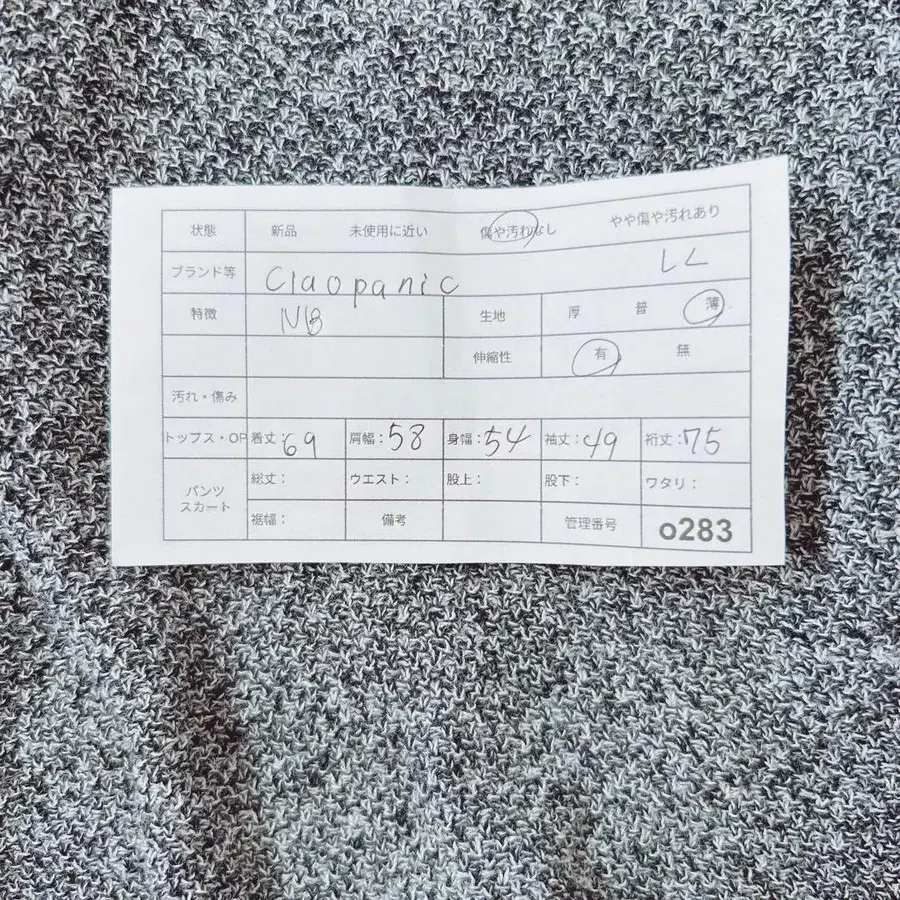 状態 新品 未使用に近い 傷や汚れなし やや傷や汚れあり
ブランド等 Ciaopanic
特徴 生地 厚 普 薄
伸縮性 有 無
汚れ・傷み
トップス・OP 着丈：69 肩幅：58 身幅：54 袖丈：49 裄丈：75
パンツ スカート 総丈： ウエスト： 股上： 股下： ワタリ：
裾幅： 備考 管理番号 o283